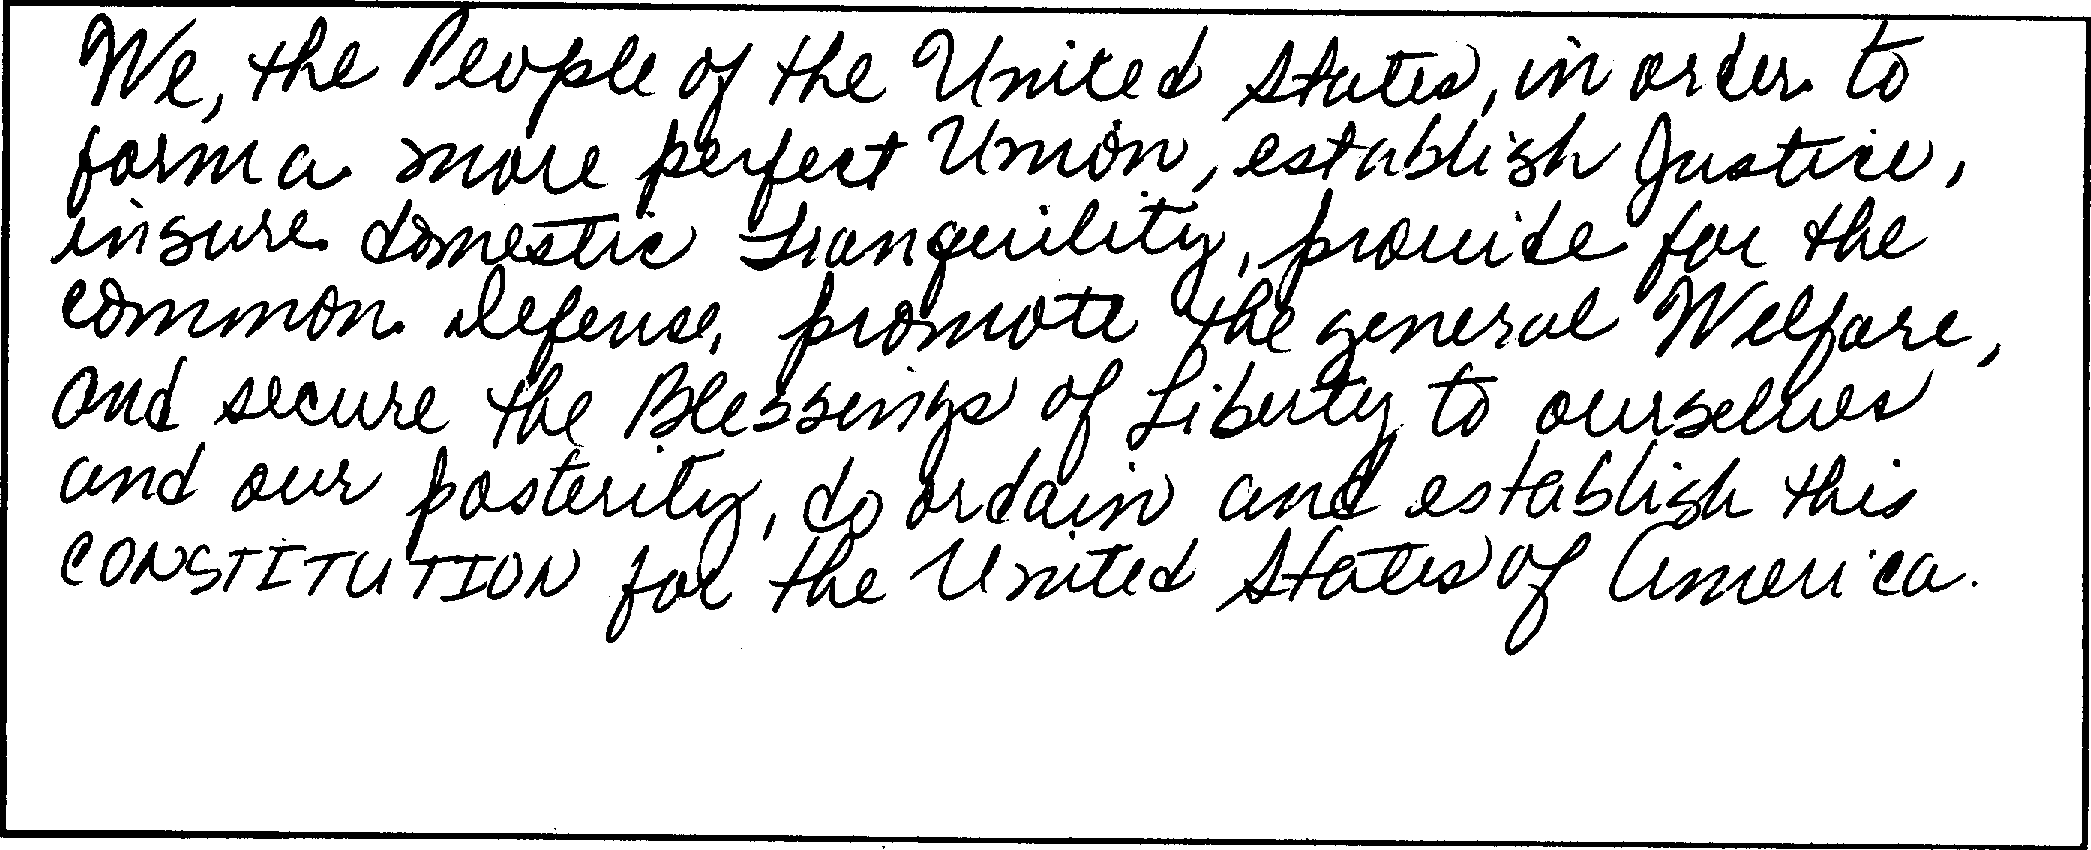 We, the People of the United States, in order to
form a more perfect Union, establish Justice,
insure domestic Tranquility, provide for the
common Defense, promote the general Welfare,
and secure the Blessings of Liberty to ourselves
and our posterity, do ordain and establish this
CONSTITUTION for the United States of America.